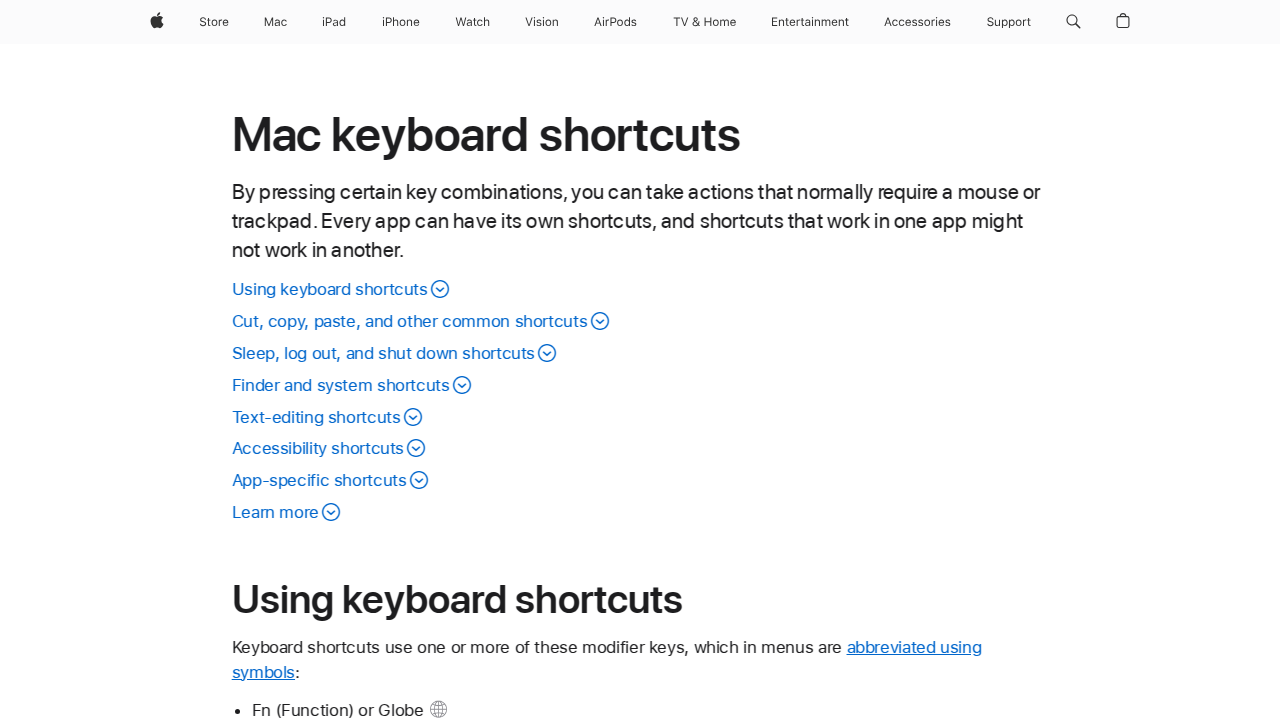 Store Mac iPad iPhone Watch Vision AirPods TV & Home Entertainment Accessories Support
Mac keyboard shortcuts
By pressing certain key combinations, you can take actions that normally require a mouse or
trackpad. Every app can have its own shortcuts, and shortcuts that work in one app might
not work in another.
Using keyboard shortcuts
Cut, copy, paste, and other common shortcuts
Sleep, log out, and shut down shortcuts
Finder and system shortcuts
Text-editing shortcuts
Accessibility shortcuts
App-specific shortcuts
Learn more
Using keyboard shortcuts
Keyboard shortcuts use one or more of these modifier keys, which in menus are abbreviated using
symbols:
• Fn (Function) or Globe